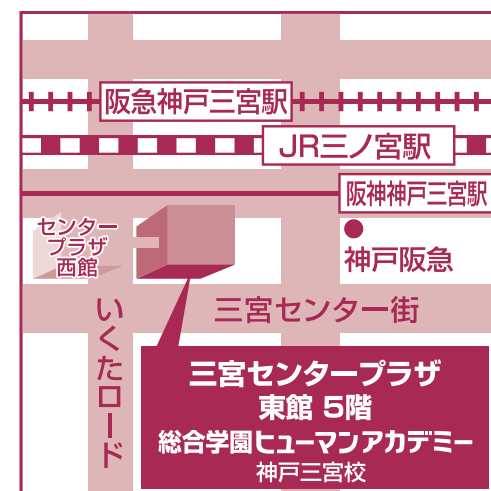 阪急神戸三宮駅
JR三ノ宮駅
阪神神戸三宮駅
センター
プラザ
西館
神戸阪急
三宮センター街
いくたロード
三宮センタープラザ
東館 5階
総合学園ヒューマンアカデミー
神戸三宮校